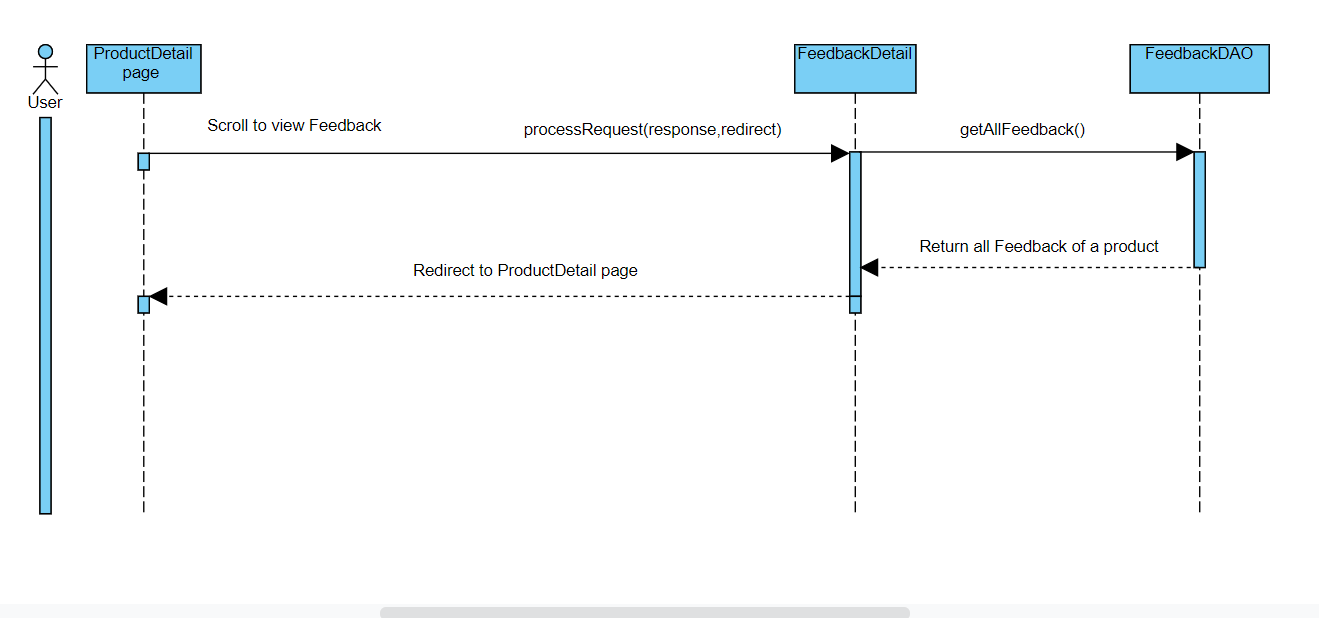 ProductDetail
page
FeedbackDetail
FeedbackDAO
User
Scroll to view Feedback
processRequest(response,redirect)
getAllFeedback()
Return all Feedback of a product
Redirect to ProductDetail page